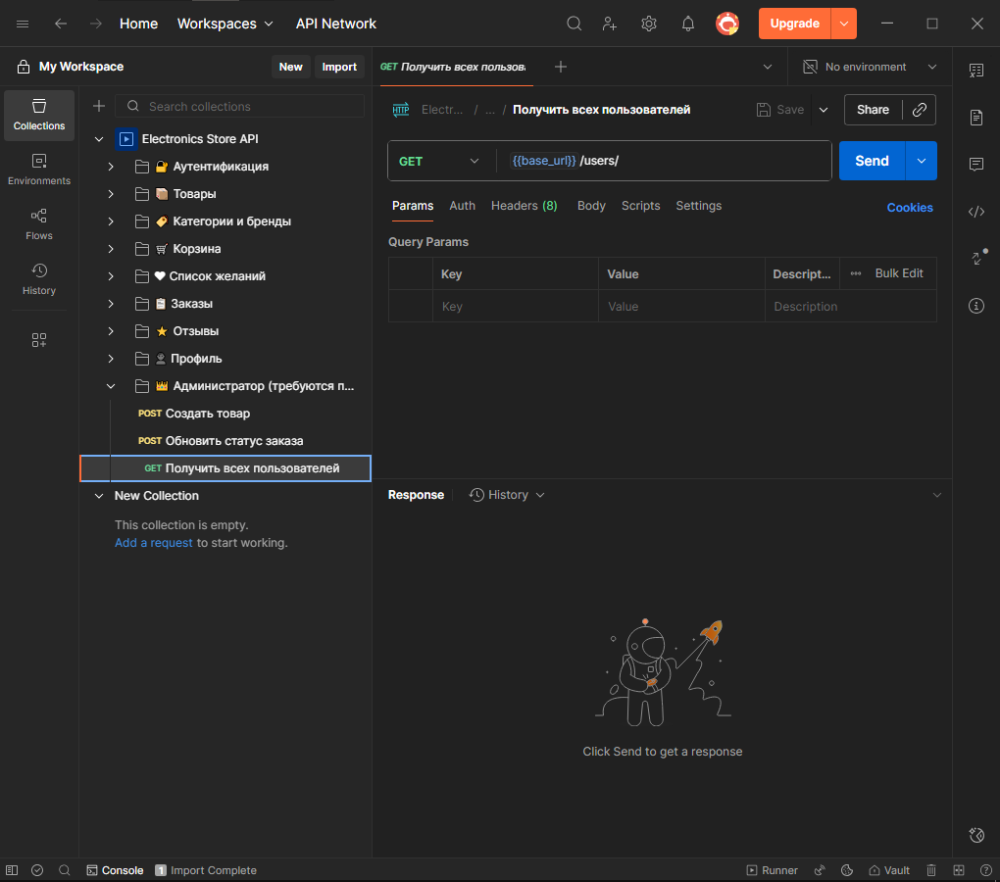 Home Workspaces API Network Upgrade
My Workspace New Import
GET Получить всех пользов
No environment
Collections
Environments
Flows
History
Search collections
Electronics Store API
Аутентификация
Товары
Категории и бренды
Корзина
Список желаний
Заказы
Отзывы
Профиль
Администратор (требуются п...
POST Создать товар
POST Обновить статус заказа
GET Получить всех пользователей
New Collection
This collection is empty.
Add a request to start working.
HTTP Electr... / ... / Получить всех пользователей Save Share
GET {{base_url}} /users/ Send
Params Auth Headers (8) Body Scripts Settings Cookies
Query Params
Key Value Descript... Bulk Edit
Key Value Description
Response History
Click Send to get a response
Console 1 Import Complete Runner Vault